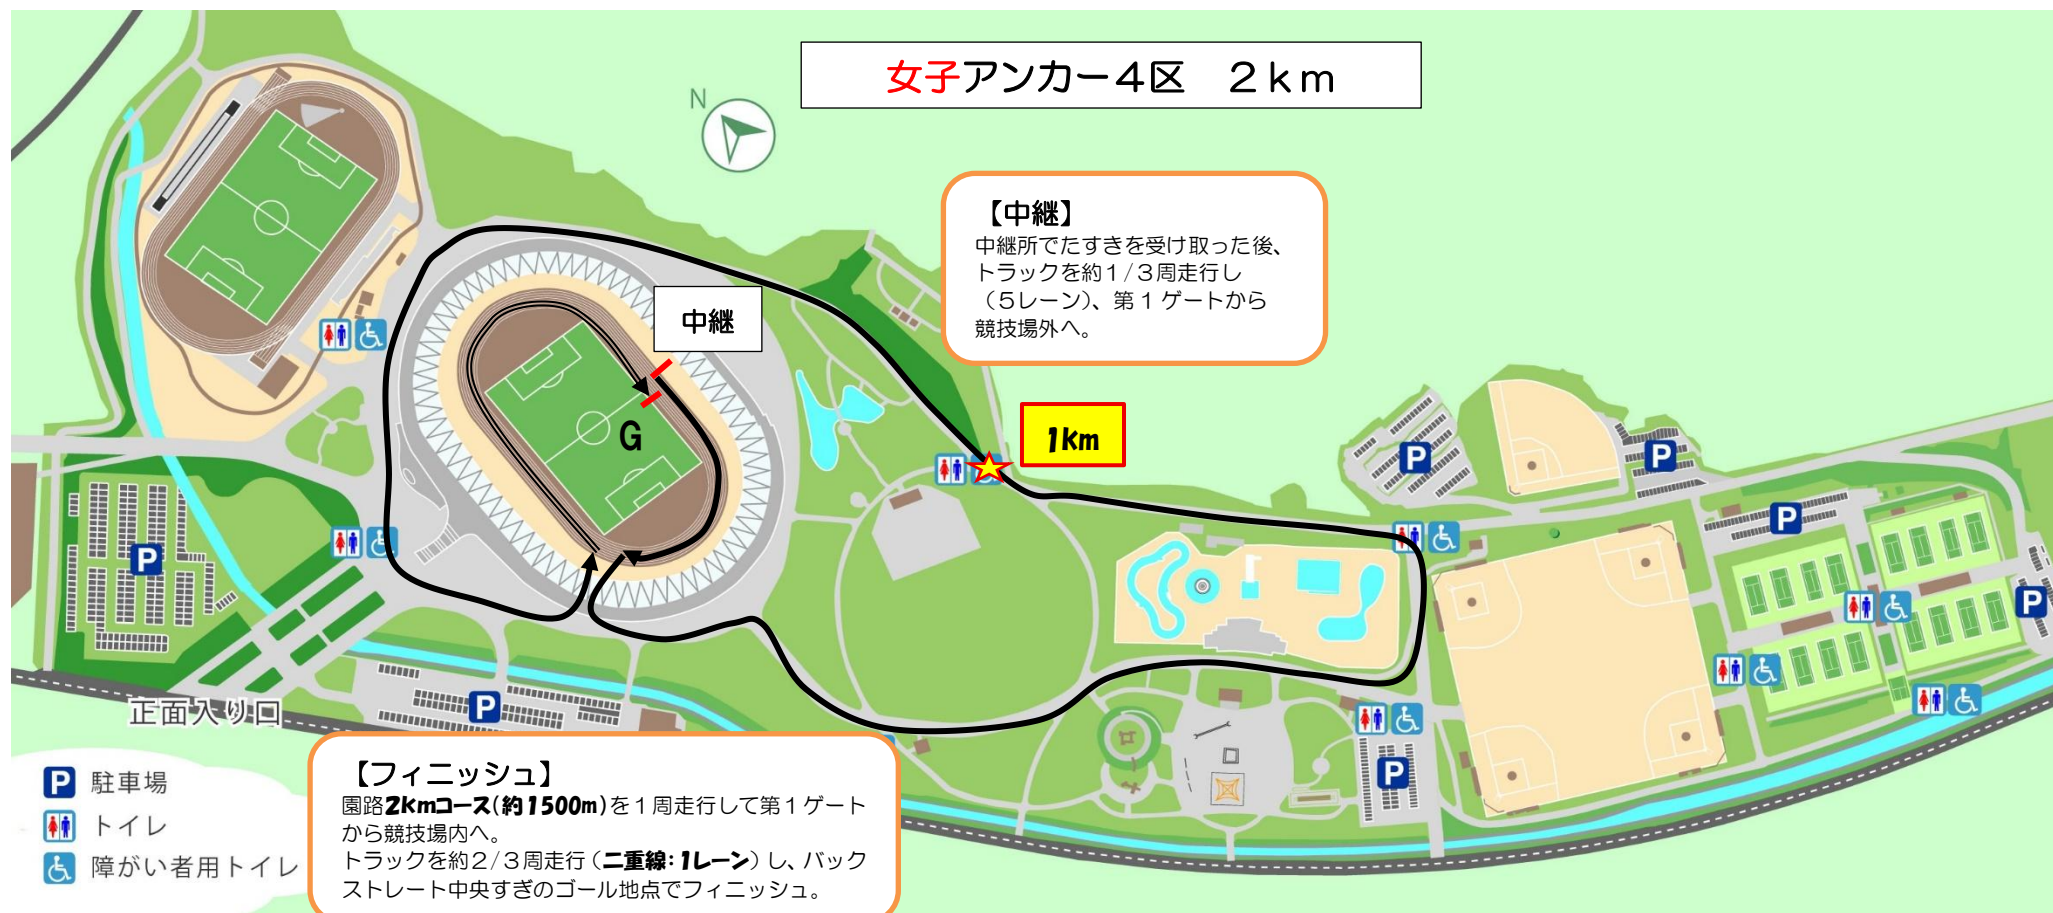 女子アンカー４区　２ｋｍ
N
【中継】
中継所でたすきを受け取った後、
トラックを約１/３周走行し
（５レーン）、第１ゲートから
競技場外へ。
中継
G
1km
P
P
P
P
P
P
P
正面入り口
P 駐車場
トイレ
障がい者用トイレ
【フィニッシュ】
園路2kmコース(約1500m)を１周走行して第１ゲート
から競技場内へ。
トラックを約２/３周走行（二重線：1レーン）し、バック
ストレート中央すぎのゴール地点でフィニッシュ。